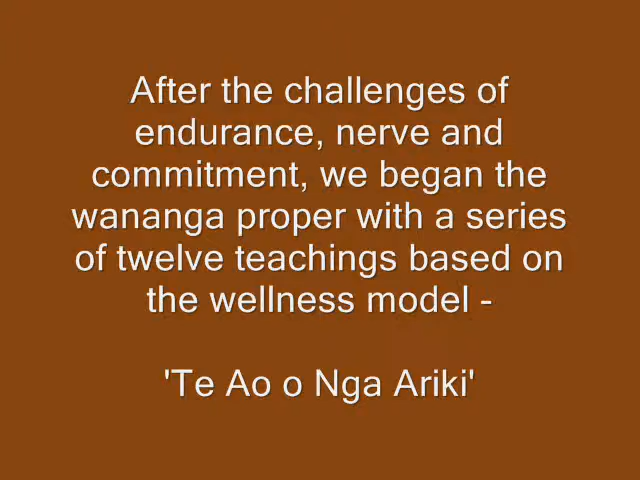 After the challenges of
endurance, nerve and
commitment, we began the
wananga proper with a series
of twelve teachings based on
the wellness model -
'Te Ao o Nga Ariki'